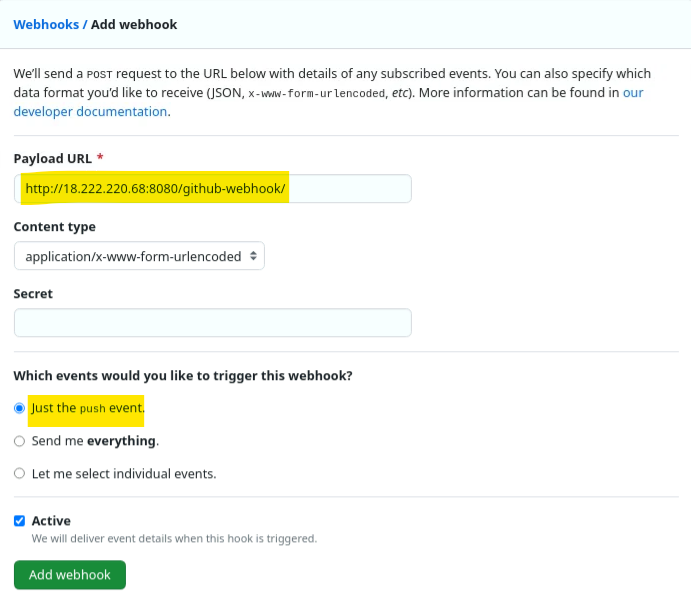 Webhooks / Add webhook
We'll send a POST request to the URL below with details of any subscribed events. You can also specify which
data format you'd like to receive (JSON, x-www-form-urlencoded, etc). More information can be found in our
developer documentation.
Payload URL *
http://18.222.220.68:8080/github-webhook/
Content type
application/x-www-form-urlencoded
Secret
Which events would you like to trigger this webhook?
Just the push event.
Send me everything.
Let me select individual events.
Active
We will deliver event details when this hook is triggered.
Add webhook